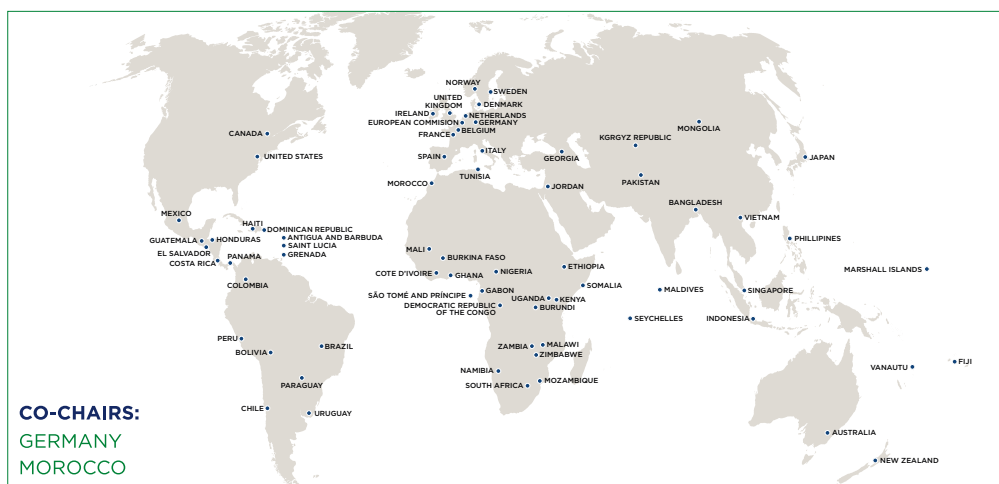 NORWAY
SWEDEN
UNITED
KINGDOM
DENMARK
IRELAND
NETHERLANDS
EUROPEAN COMMISION
GERMANY
BELGIUM
FRANCE
MONGOLIA
KGRGYZ REPUBLIC
CANADA
UNITED STATES
SPAIN
ITALY
GEORGIA
JAPAN
TUNISIA
MOROCCO
JORDAN
PAKISTAN
BANGLADESH
MEXICO
VIETNAM
HAITI
DOMINICAN REPUBLIC
ANTIGUA AND BARBUDA
GUATEMALA
HONDURAS
SAINT LUCIA
PHILLIPINES
EL SALVADOR
GRENADA
COSTA RICA
PANAMA
MALI
BURKINA FASO
COTE D'IVOIRE
GHANA
NIGERIA
ETHIOPIA
MARSHALL ISLANDS
COLOMBIA
SOMALIA
MALDIVES
SINGAPORE
SÃO TOMÉ AND PRÍNCIPE
GABON
UGANDA
KENYA
DEMOCRATIC REPUBLIC
OF THE CONGO
BURUNDI
SEYCHELLES
INDONESIA
PERU
BOLIVIA
BRAZIL
ZAMBIA
MALAWI
ZIMBABWE
FIJI
VANAUTU
NAMIBIA
SOUTH AFRICA
MOZAMBIQUE
PARAGUAY
CHILE
URUGUAY
AUSTRALIA
NEW ZEALAND
CO-CHAIRS:
GERMANY
MOROCCO